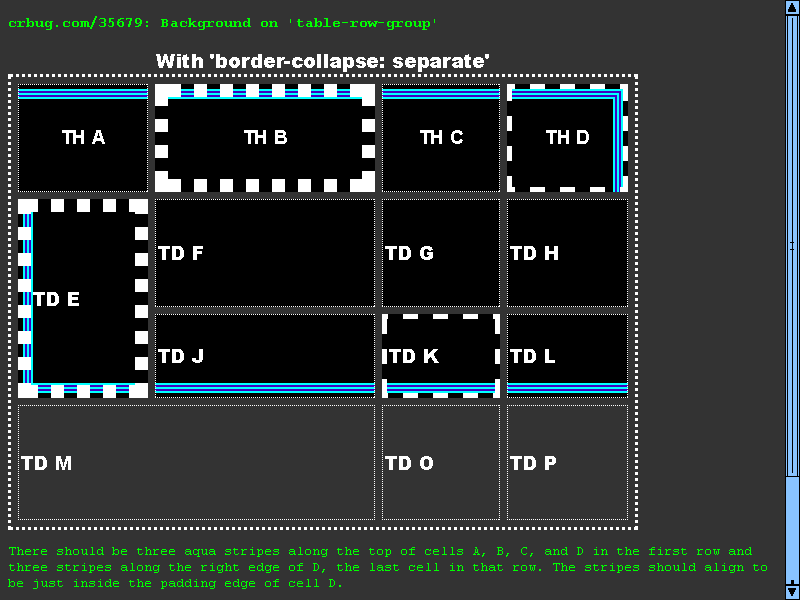 crbug.com/35679: Background on 'table-row-group'
With 'border-collapse: separate'
TH A TH B TH C TH D
TD E
TD F TD G TD H
TD J TD K TD L
TD M TD O TD P
There should be three aqua stripes along the top of cells A, B, C, and D in the first row and
three stripes along the right edge of D, the last cell in that row. The stripes should align to
be just inside the padding edge of cell D.